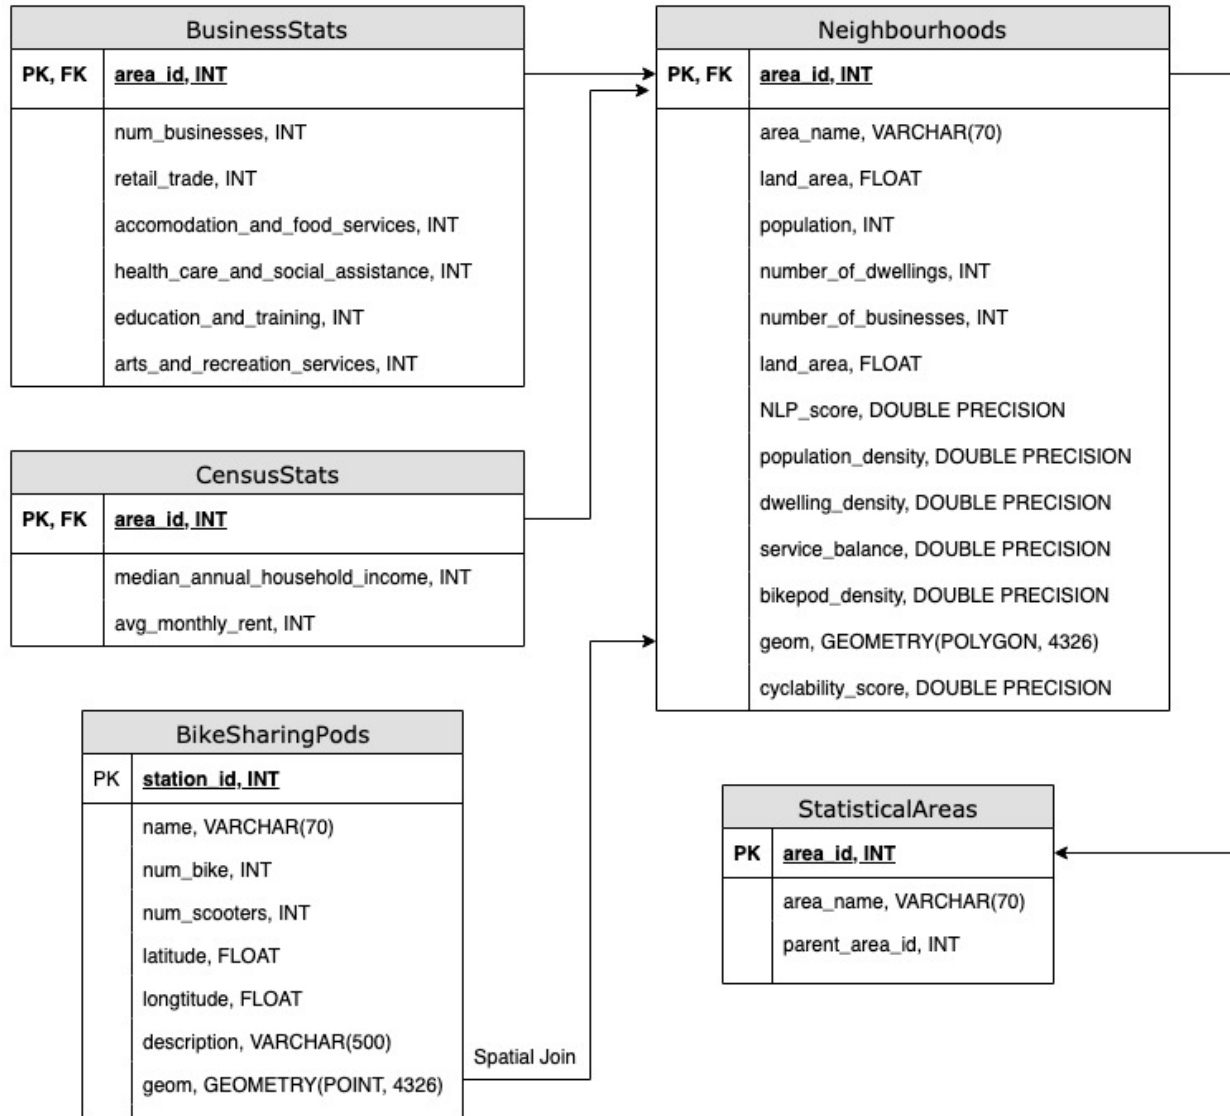 BusinessStats
PK, FK area_id, INT
num_businesses, INT
retail_trade, INT
accomodation_and_food_services, INT
health_care_and_social_assistance, INT
education_and_training, INT
arts_and_recreation_services, INT
CensusStats
PK, FK area_id, INT
median_annual_household_income, INT
avg_monthly_rent, INT
BikeSharingPods
PK station_id, INT
name, VARCHAR(70)
num_bike, INT
num_scooters, INT
latitude, FLOAT
longtitude, FLOAT
description, VARCHAR(500)
geom, GEOMETRY(POINT, 4326)
Spatial Join
Neighbourhoods
PK, FK area_id, INT
area_name, VARCHAR(70)
land_area, FLOAT
population, INT
number_of_dwellings, INT
number_of_businesses, INT
land_area, FLOAT
NLP_score, DOUBLE PRECISION
population_density, DOUBLE PRECISION
dwelling_density, DOUBLE PRECISION
service_balance, DOUBLE PRECISION
bikepod_density, DOUBLE PRECISION
geom, GEOMETRY(POLYGON, 4326)
cyclability_score, DOUBLE PRECISION
StatisticalAreas
PK area_id, INT
area_name, VARCHAR(70)
parent_area_id, INT